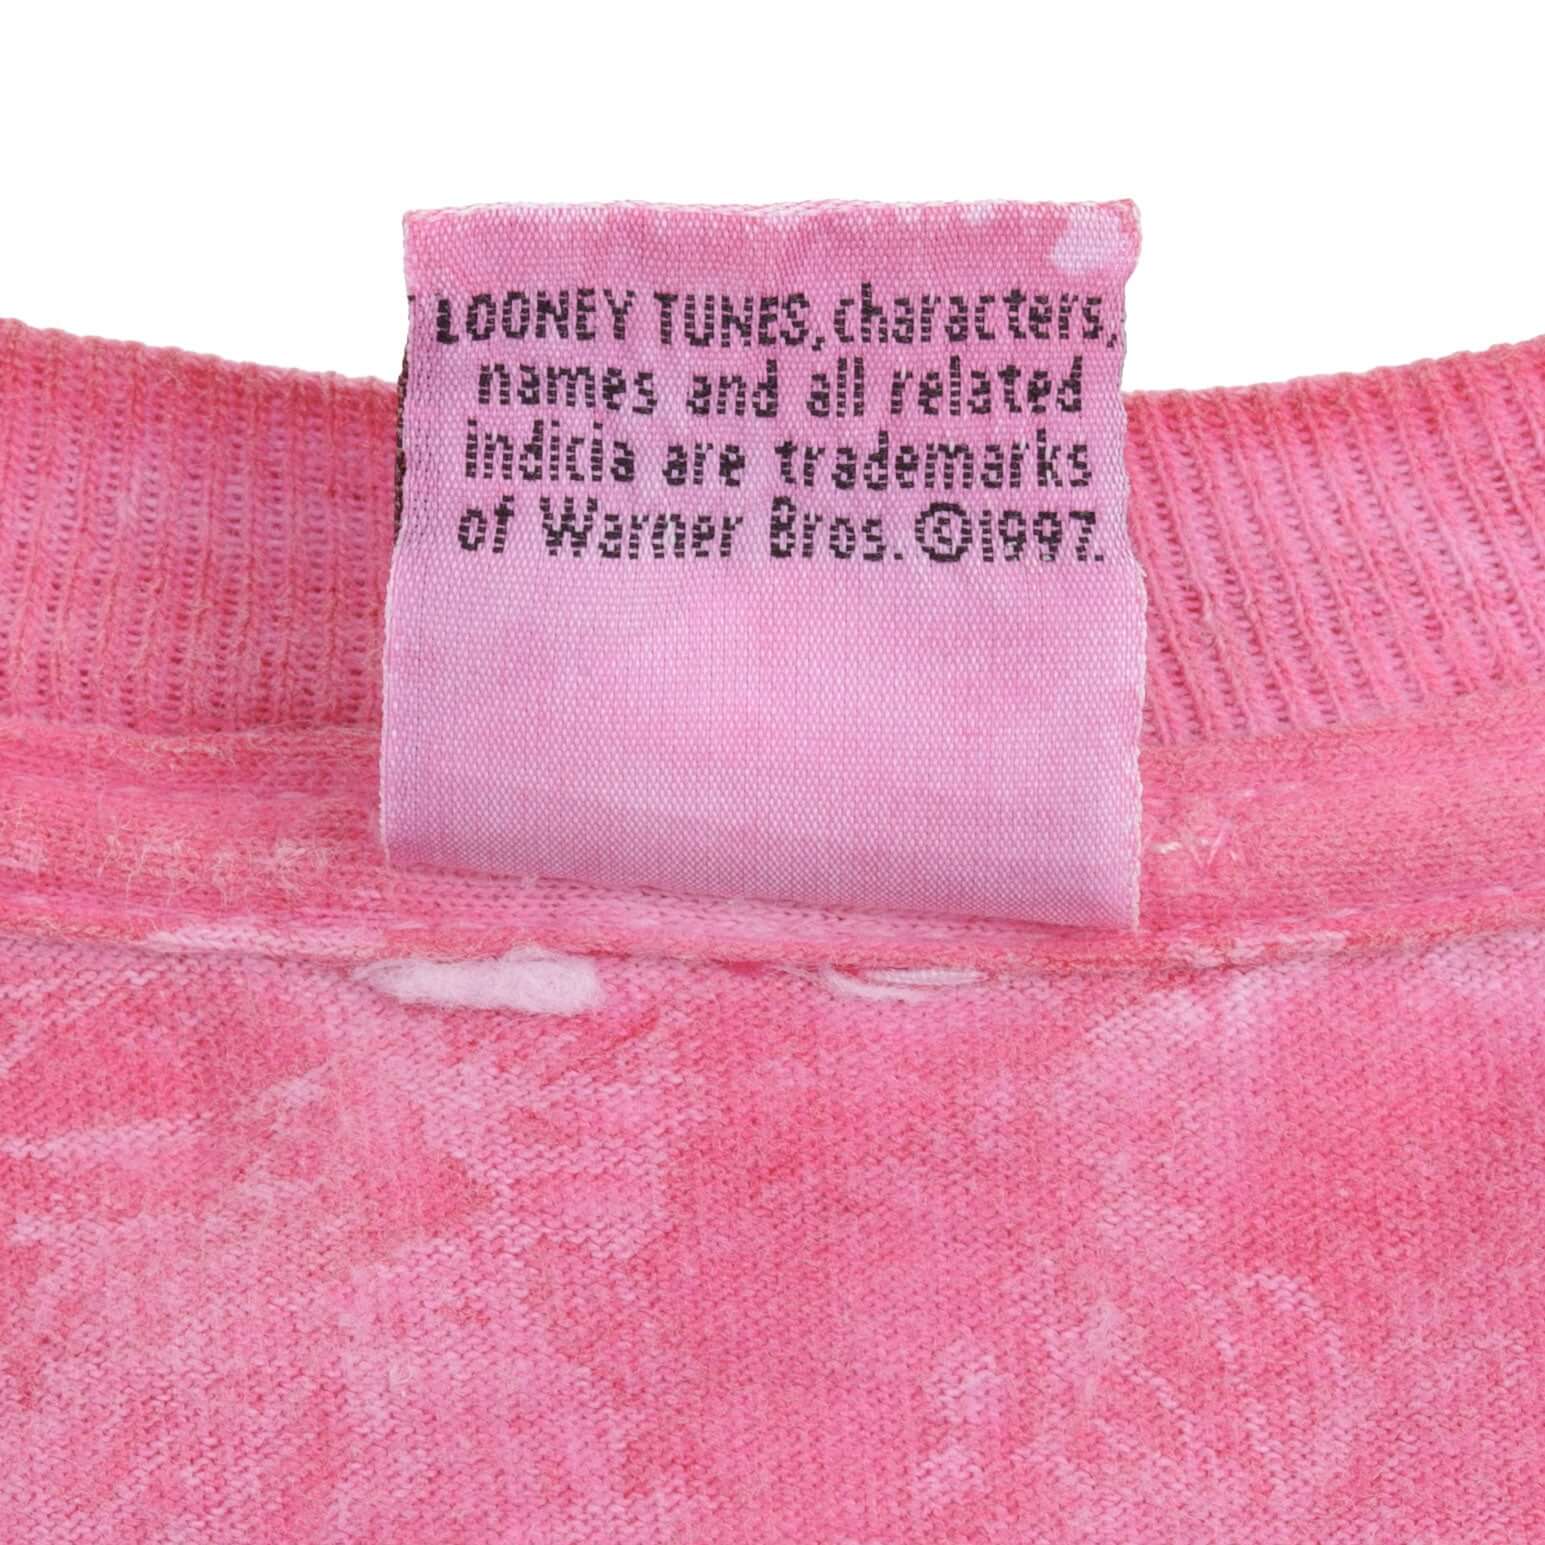 LOONEY TUNES, characters,
names and all related
indicia are trademarks
of Warner Bros. ©1997.